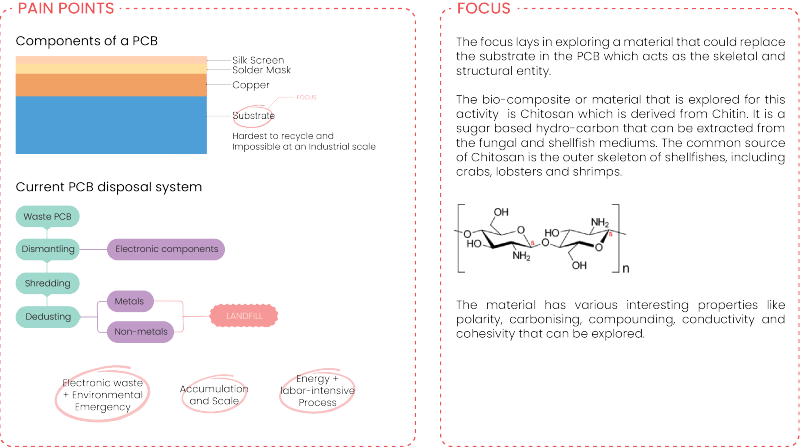 PAIN POINTS
Components of a PCB
Silk Screen
Solder Mask
Copper
FOCUS
Substrate
Hardest to recycle and
Impossible at an Industrial scale
Current PCB disposal system
Waste PCB
Dismantling
Electronic components
Shredding
Dedusting
Metals
Non-metals
LANDFILL
Electronic waste
+ Environmental
Emergency
Accumulation
and Scale
Energy +
labor-intensive
Process
FOCUS
The focus lays in exploring a material that could replace
the substrate in the PCB which acts as the skeletal and
structural entity.
The bio-composite or material that is explored for this
activity is Chitosan which is derived from Chitin. It is a
sugar based hydro-carbon that can be extracted from
the fungal and shellfish mediums. The common source
of Chitosan is the outer skeleton of shellfishes, including
crabs, lobsters and shrimps.
OH
NH₂
O
O
HO
s
HO
O
s
O
NH₂
OH
n
The material has various interesting properties like
polarity, carbonising, compounding, conductivity and
cohesivity that can be explored.